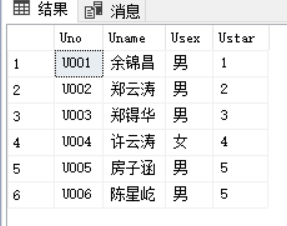 结果 消息
Uno Uname Usex Ustar
1 U001 余锦昌 男 1
2 U002 郑云涛 男 2
3 U003 郑得华 男 3
4 U004 许云涛 女 4
5 U005 房子涵 男 5
6 U006 陈星屹 男 5